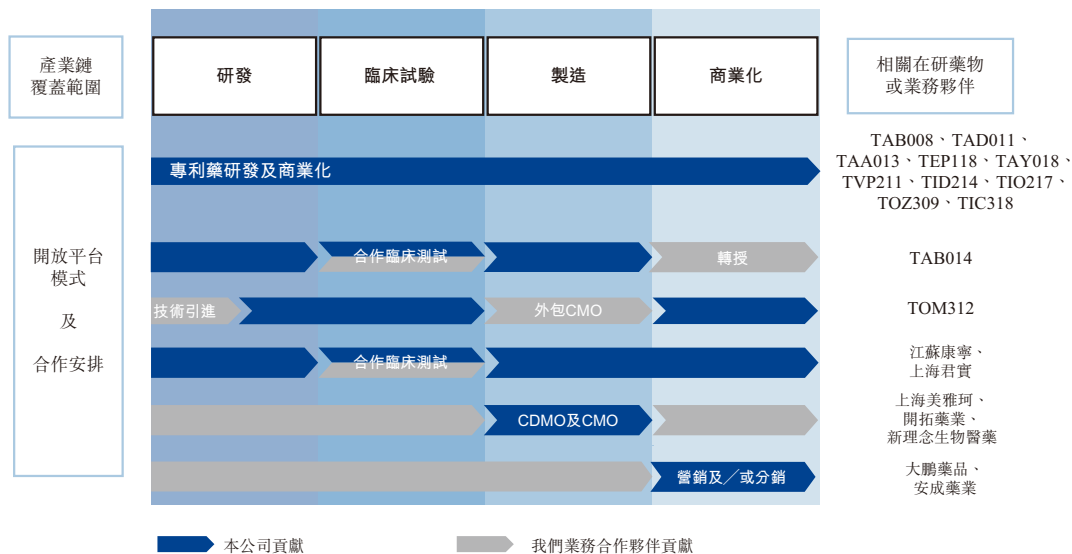 產業鏈
覆蓋範圍
研發
臨床試驗
製造
商業化
相關在研藥物
或業務夥伴
開放平台
模式
及
合作安排
專利藥研發及商業化
TAB008、TAD011、
TAA013、TEP118、TAY018、
TVP211、TID214、TIO217、
TOZ309、TIC318
合作臨床測試
轉授
TAB014
技術引進
外包CMO
TOM312
合作臨床測試
江蘇康寧、
上海君實
CDMO及CMO
上海美雅珂、
開拓藥業、
新理念生物醫藥
營銷及╱或分銷
大鵬藥品、
安成藥業
本公司貢獻
我們業務合作夥伴貢獻